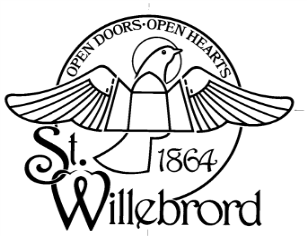 OPEN DOORS · OPEN HEARTS
St.
1864
Willebrord